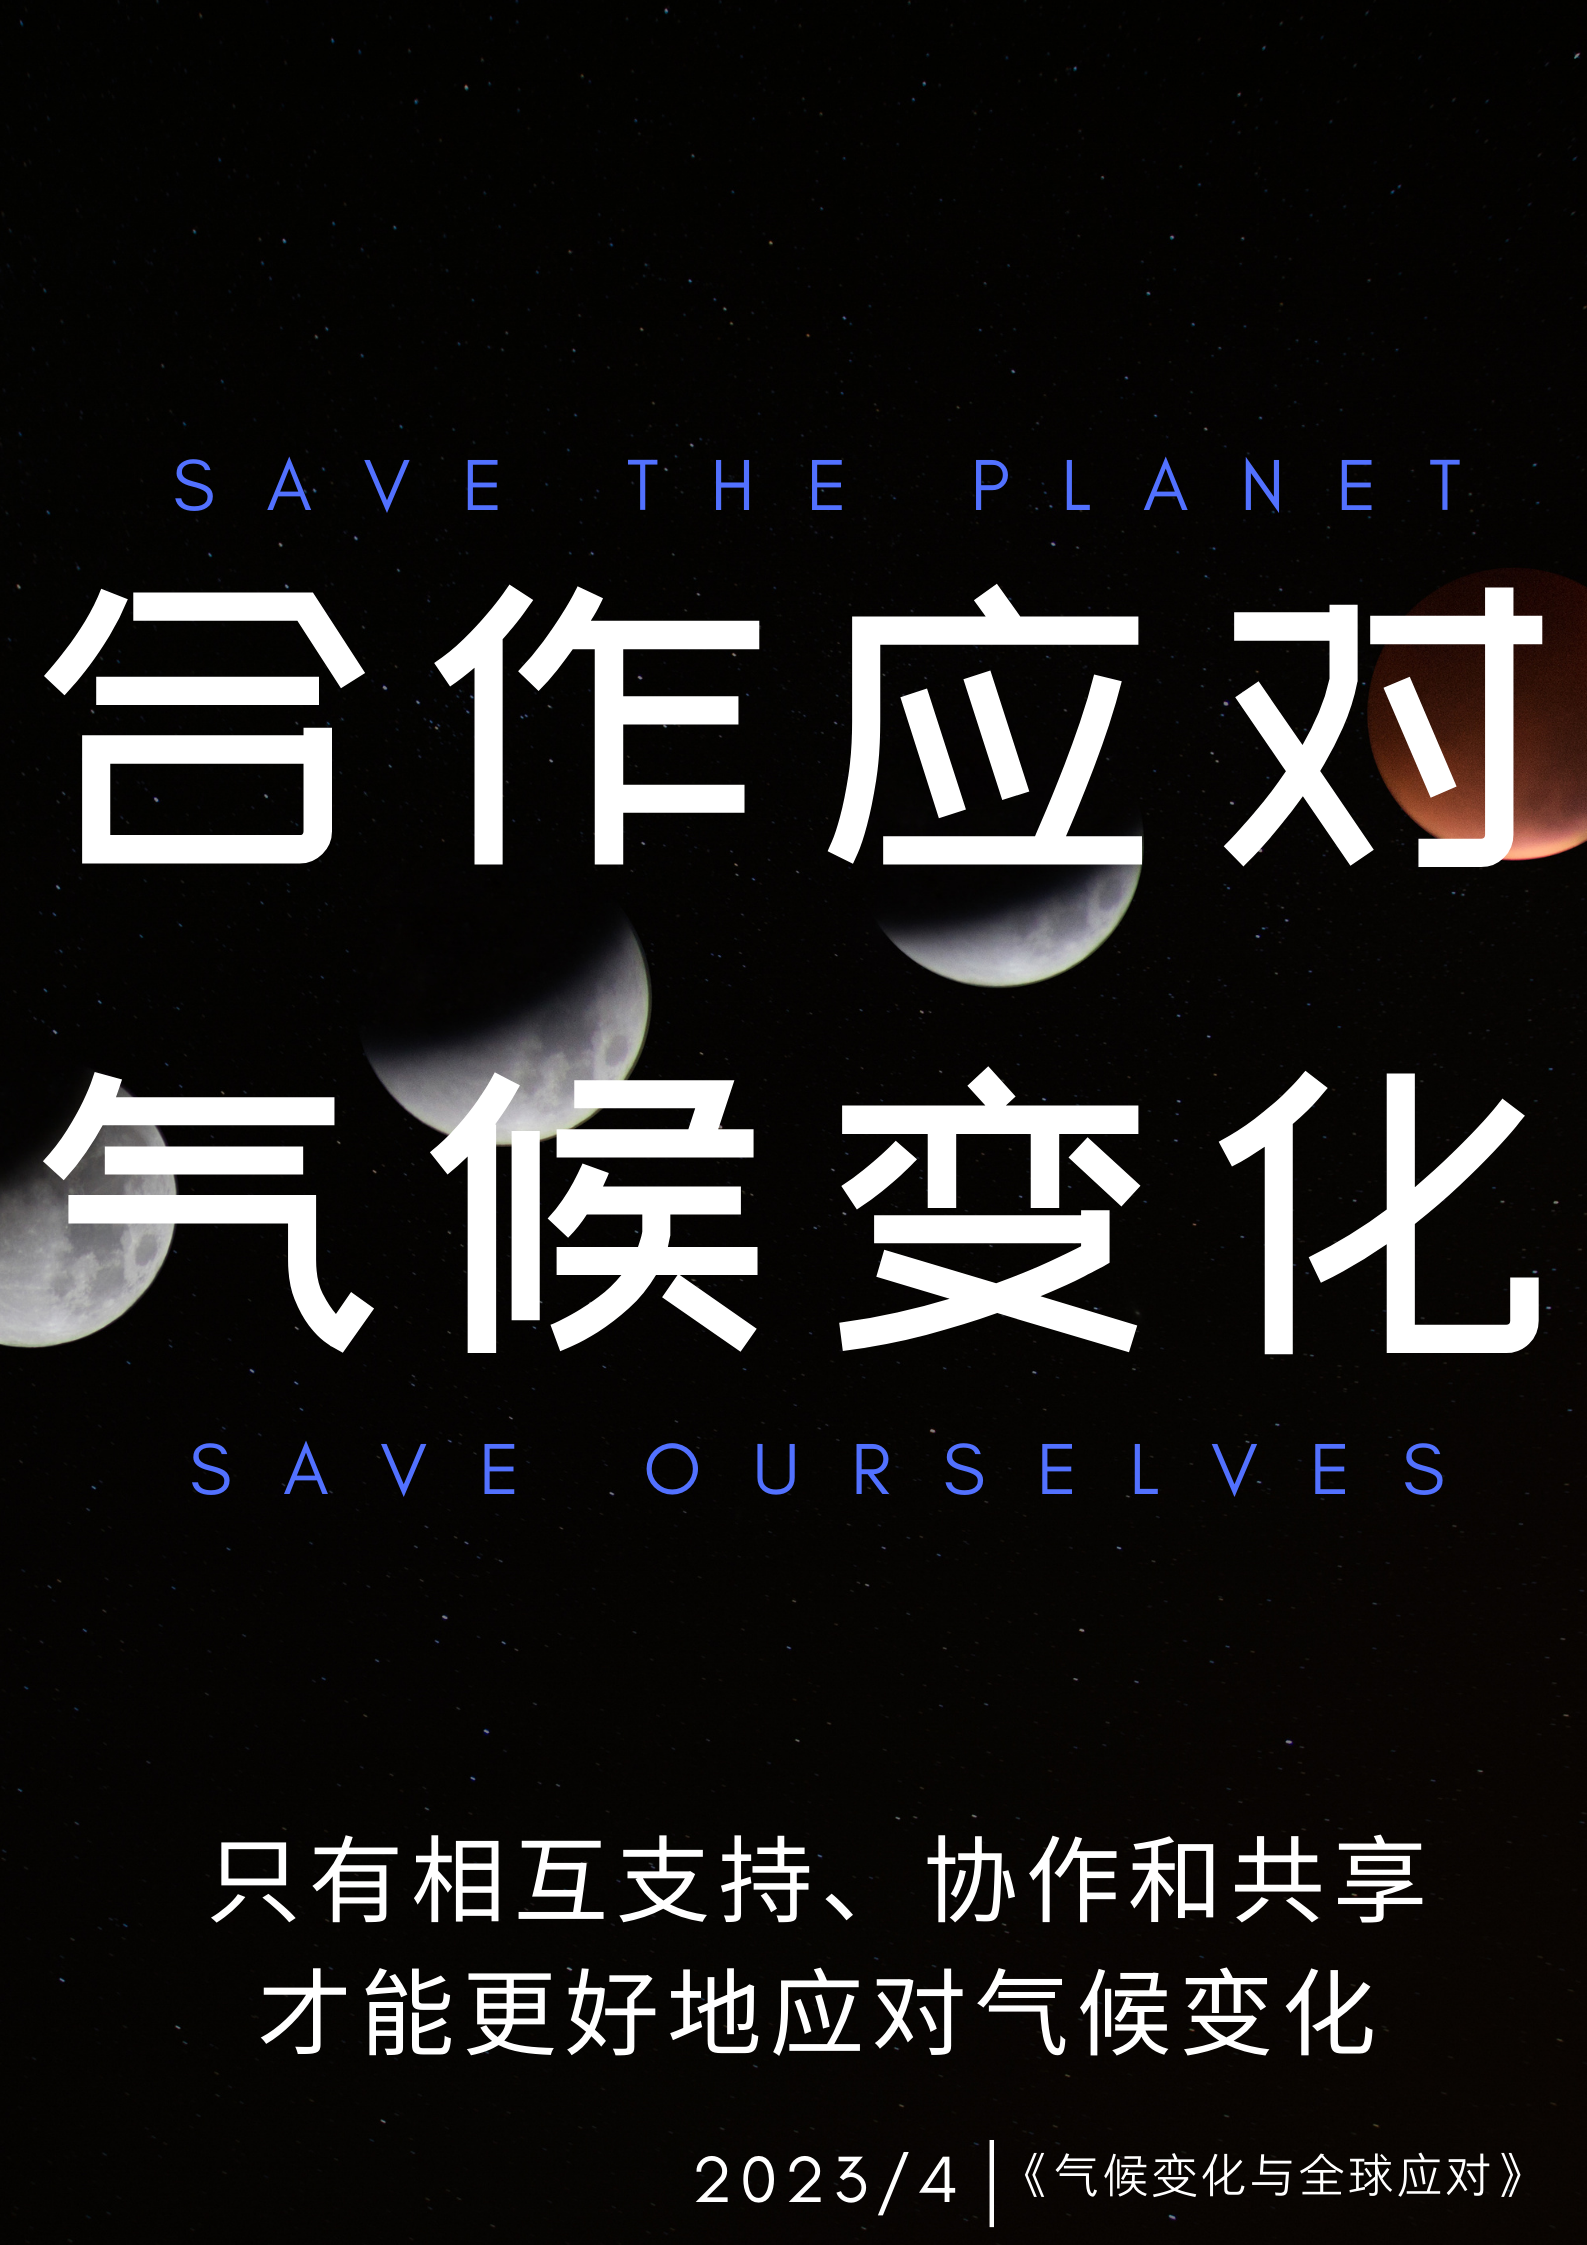 SAVE THE PLANET
合作应对
气候变化
SAVE OURSELVES
只有相互支持、协作和共享
才能更好地应对气候变化
2023/4|《气候变化与全球应对》